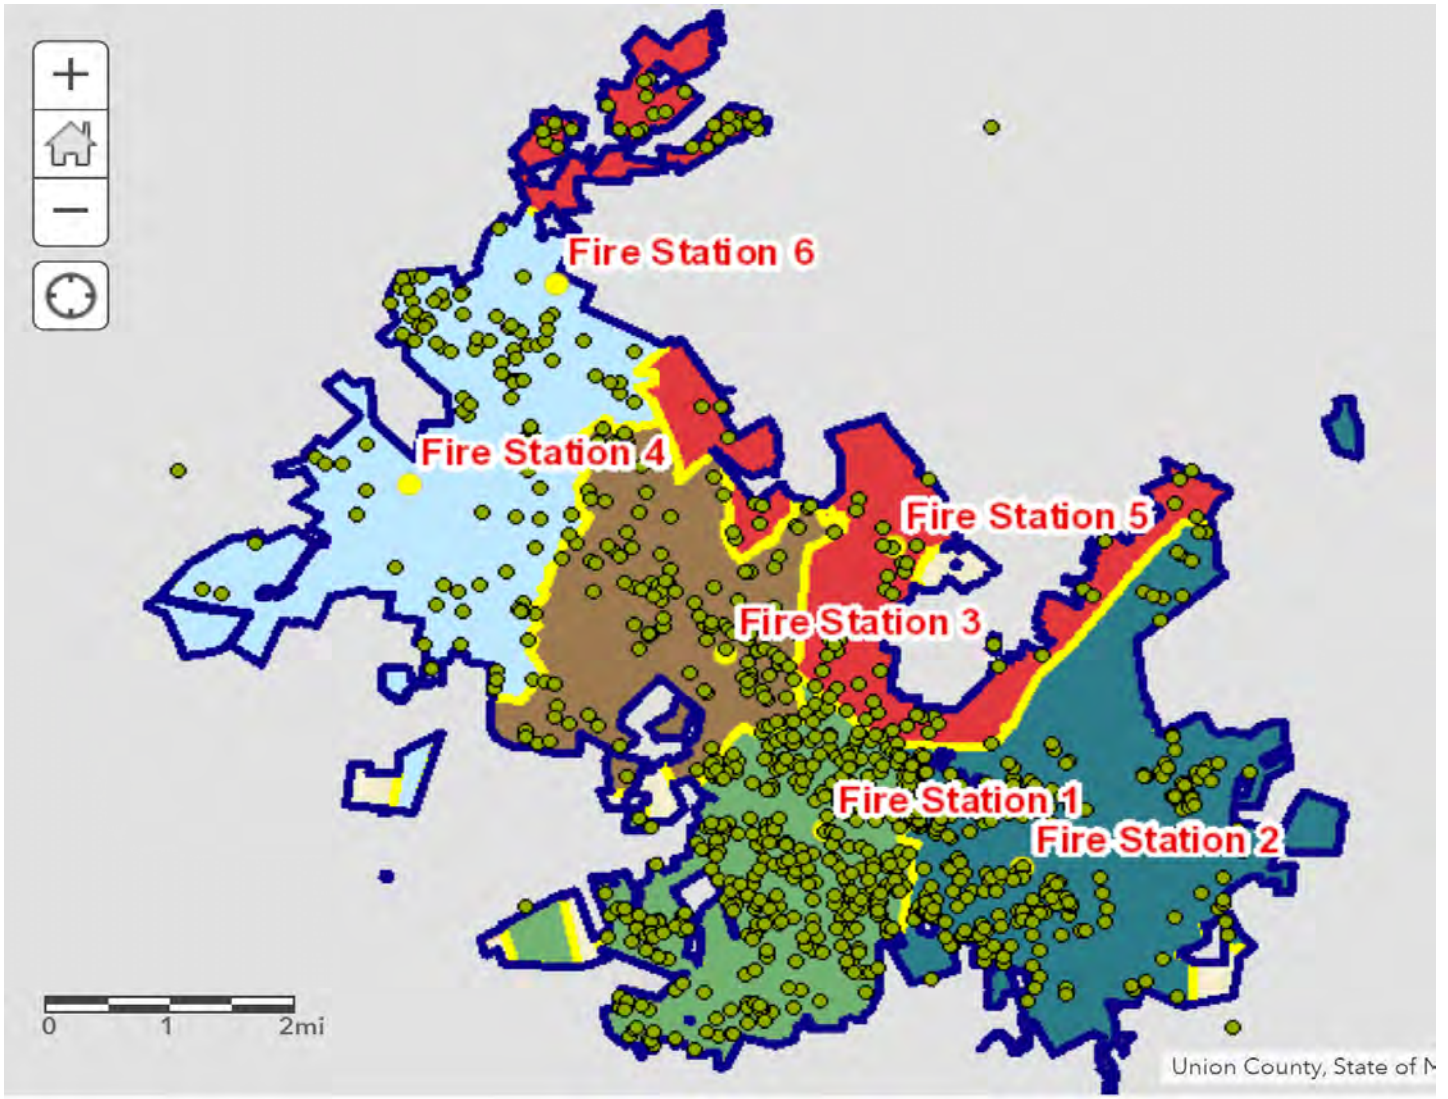 +
−
Fire Station 6
Fire Station 4
Fire Station 5
Fire Station 3
Fire Station 1
Fire Station 2
0 1 2mi
Union County, State of M